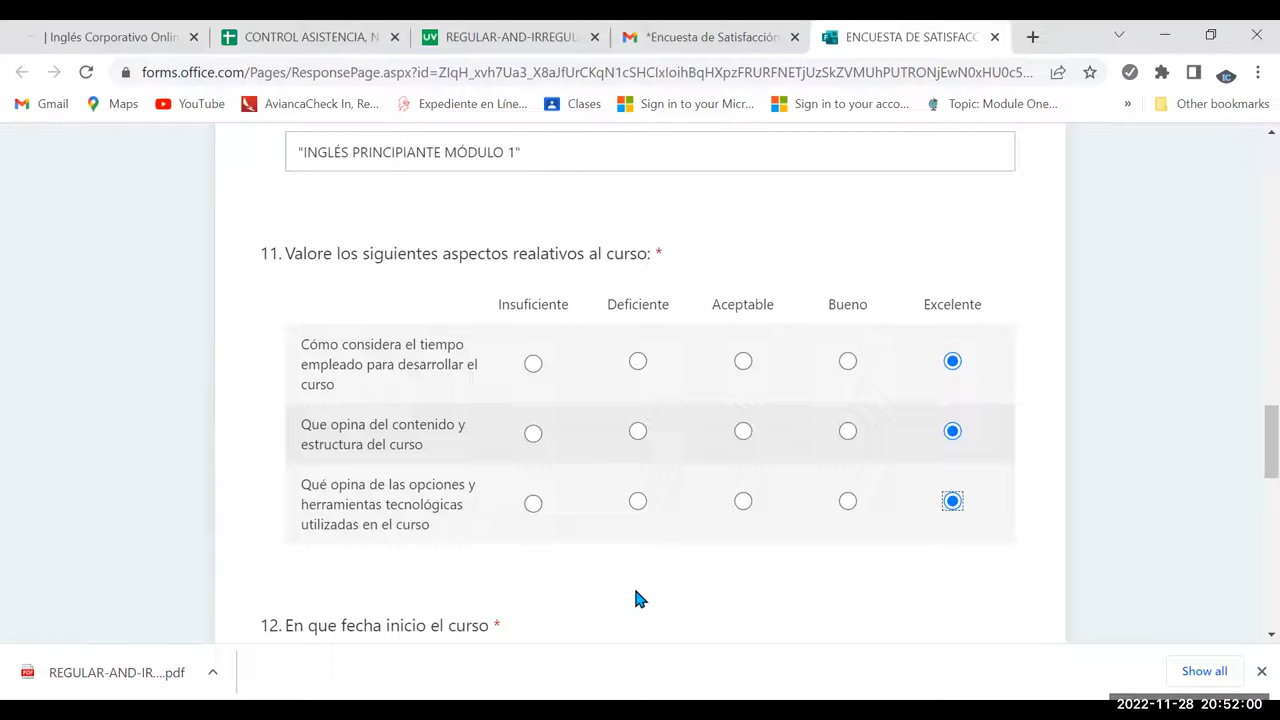 | Inglés Corporativo Onlin
CONTROL ASISTENCIA, N
REGULAR-AND-IRREGUL
*Encuesta de Satisfacción
ENCUESTA DE SATISFACC
forms.office.com/Pages/ResponsePage.aspx?id=ZIqH_xvh7Ua3_X8aJfUrCKqN1cSHClxIoihBqHXpzFRURFNETjUzSkZVMUhPUTRONjEwN0xHU0c5...
Gmail
Maps
YouTube
AviancaCheck In, Re...
Expediente en Líne...
Clases
Sign in to your Micr...
Sign in to your acco...
Topic: Module One...
»
Other bookmarks
"INGLÉS PRINCIPIANTE MÓDULO 1"
11. Valore los siguientes aspectos realativos al curso: *
Insuficiente Deficiente Aceptable Bueno Excelente
Cómo considera el tiempo
empleado para desarrollar el
curso
Que opina del contenido y
estructura del curso
Qué opina de las opciones y
herramientas tecnológicas
utilizadas en el curso
12. En que fecha inicio el curso *
REGULAR-AND-IR....pdf
Show all
2022-11-28 20:52:00